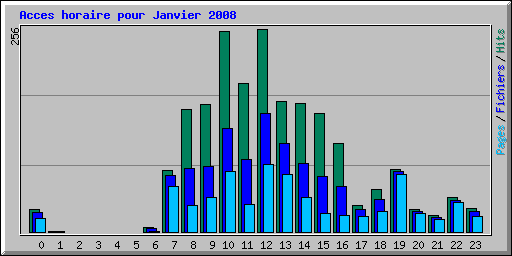 Acces horaire pour Janvier 2008
256
Pages / Fichiers / Hits
0 1 2 3 4 5 6 7 8 9 10 11 12 13 14 15 16 17 18 19 20 21 22 23